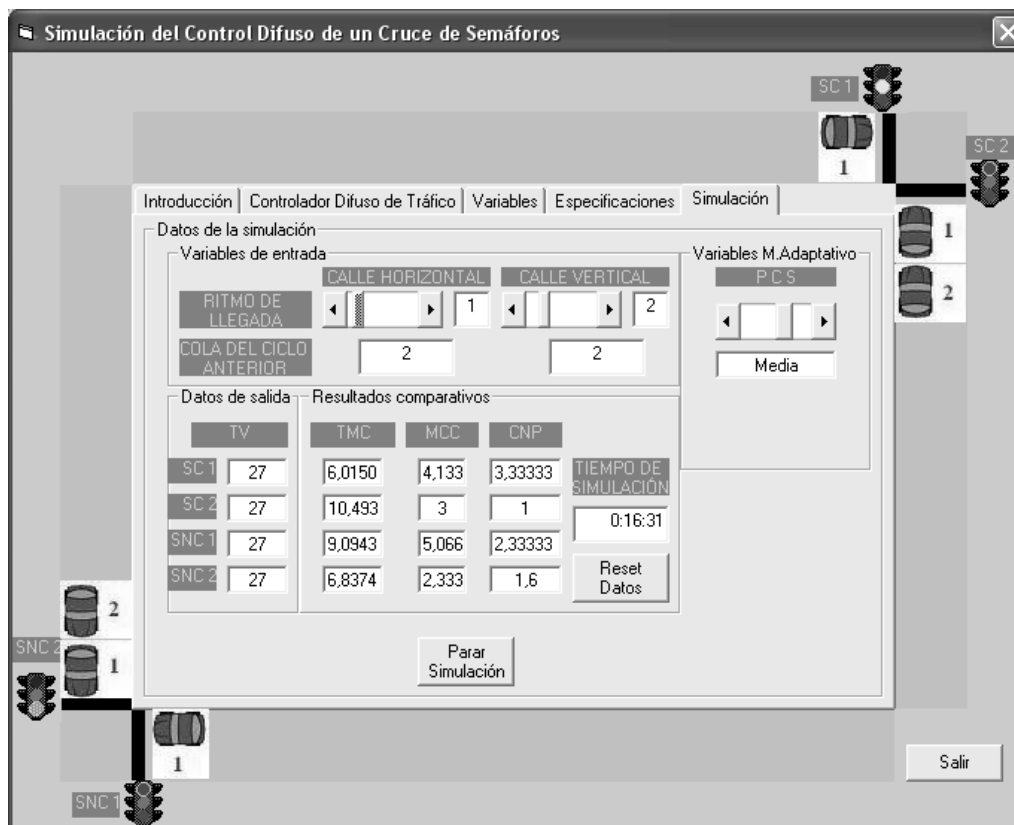 Simulación del Control Difuso de un Cruce de Semáforos
SC 1
1
SC 2
1
2
Introducción
Controlador Difuso de Tráfico
Variables
Especificaciones
Simulación
Datos de la simulación
Variables de entrada
CALLE HORIZONTAL
CALLE VERTICAL
RITMO DE
LLEGADA
1
2
COLA DEL CICLO
ANTERIOR
2
2
Variables M.Adaptativo
P C S
Media
Datos de salida
Resultados comparativos
TV
TMC
MCC
CNP
SC 1
27
6,0150
4,133
3,33333
SC 2
27
10,493
3
1
SNC 1
27
9,0943
5,066
2,33333
SNC 2
27
6,8374
2,333
1,6
TIEMPO DE
SIMULACIÓN
0:16:31
Reset
Datos
Parar
Simulación
2
SNC 2
1
1
SNC 1
Salir